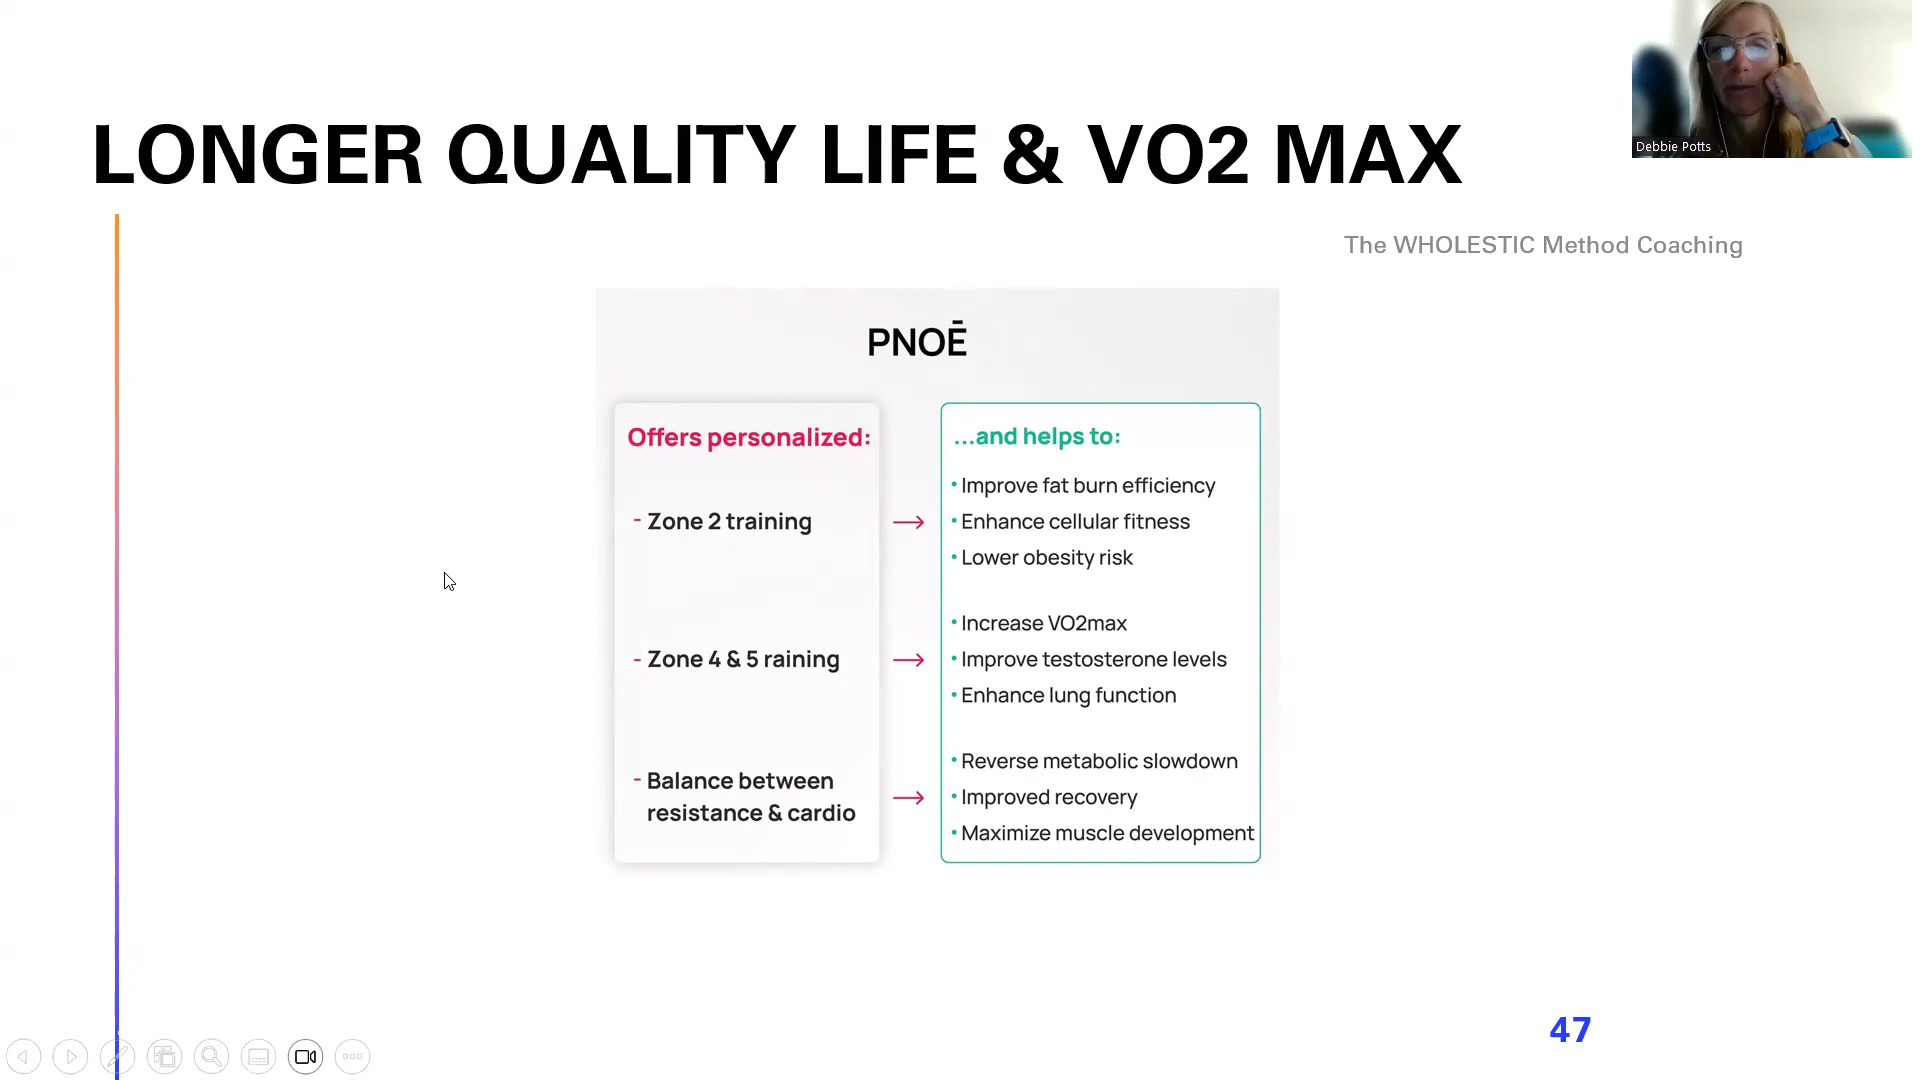 Debbie Potts
LONGER QUALITY LIFE & VO2 MAX
The WHOLESTIC Method Coaching
PNOĒ
Offers personalized:
- Zone 2 training
- Zone 4 & 5 raining
- Balance between
resistance & cardio
...and helps to:
• Improve fat burn efficiency
• Enhance cellular fitness
• Lower obesity risk
• Increase VO2max
• Improve testosterone levels
• Enhance lung function
• Reverse metabolic slowdown
• Improved recovery
• Maximize muscle development
47